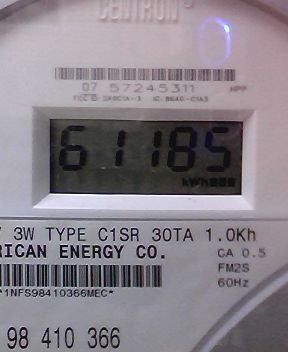 CENTRON®
07 57245311 HPP
61185
kWh
3W TYPE C1SR 30TA 1.0Kh
RICAN ENERGY CO. CA 0.5
FM2S
*1NFS98410366MEC* 60Hz
98 410 366